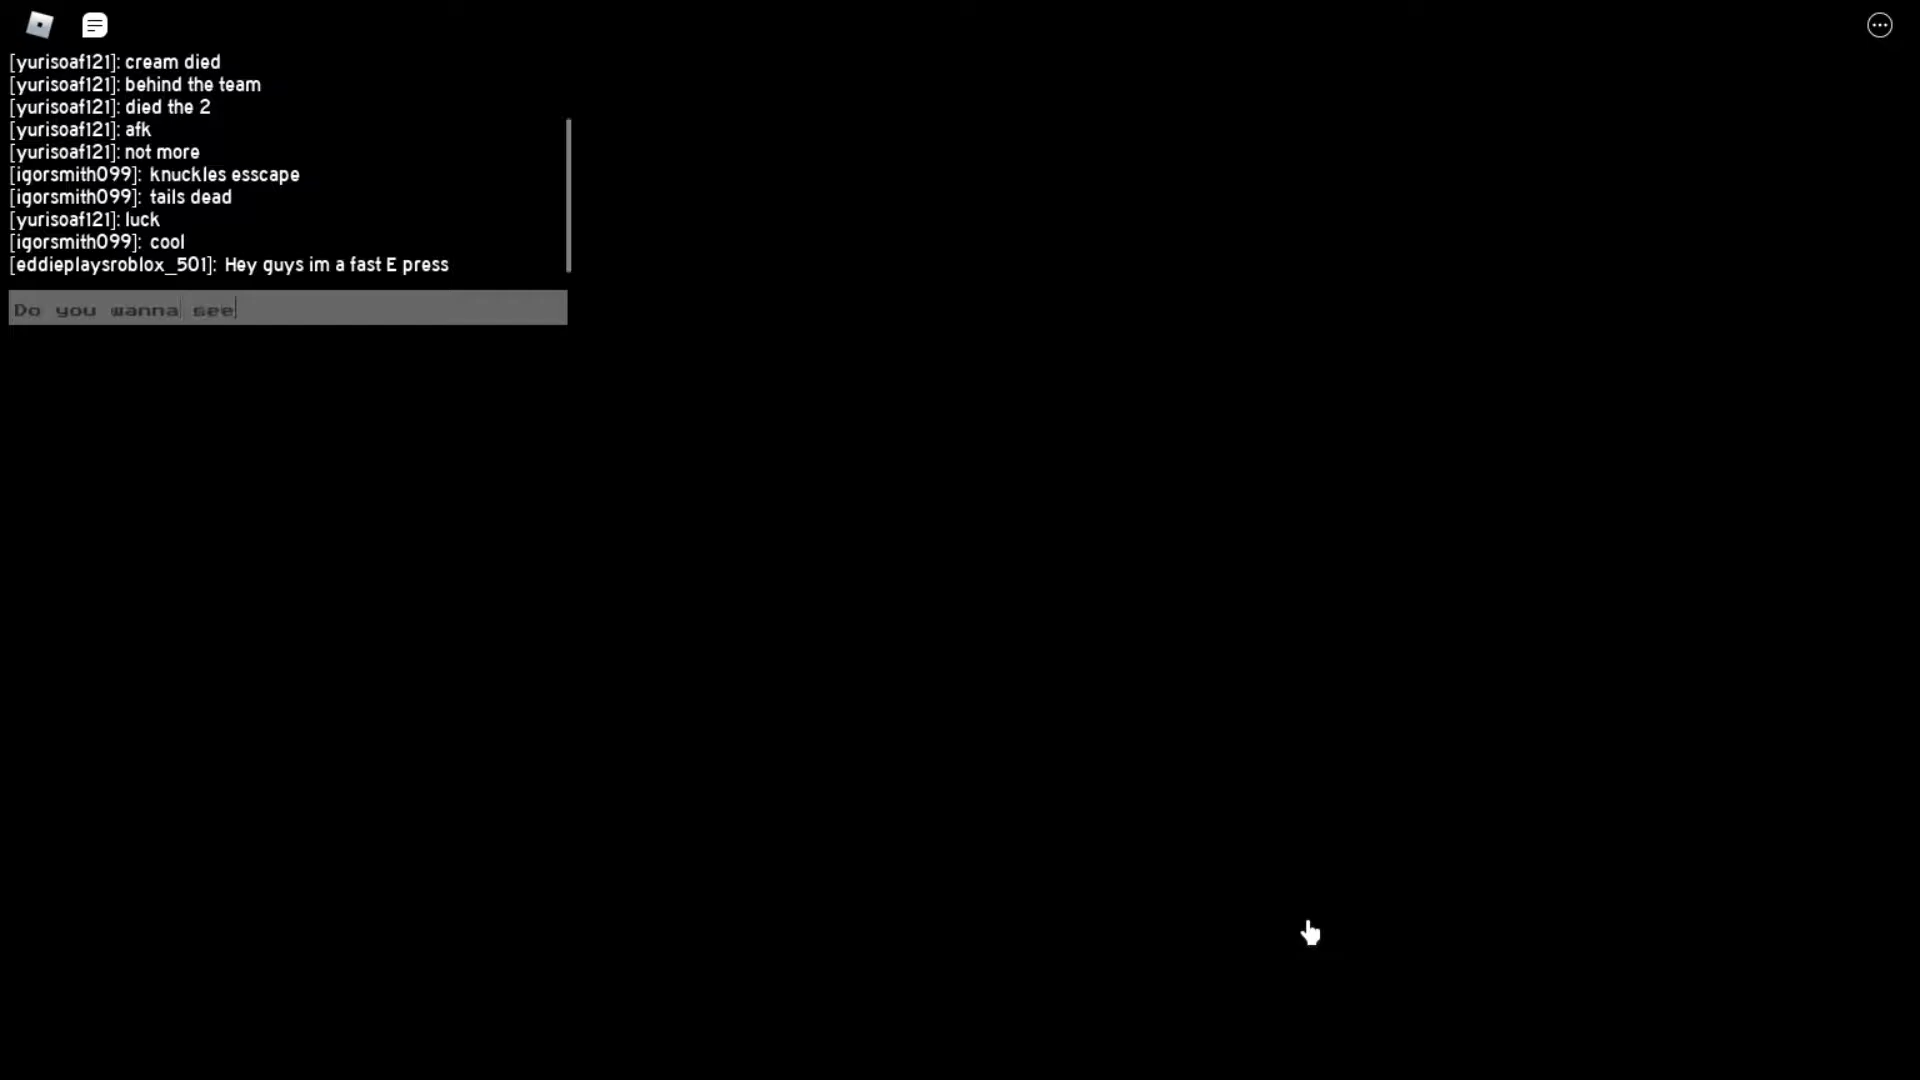 [yurisoaf121]: cream died
[yurisoaf121]: behind the team
[yurisoaf121]: died the 2
[yurisoaf121]: afk
[yurisoaf121]: not more
[igorsmith099]: knuckles esscape
[igorsmith099]: tails dead
[yurisoaf121]: luck
[igorsmith099]: cool
[eddieplaysroblox_501]: Hey guys im a fast E press
Do you wanna see